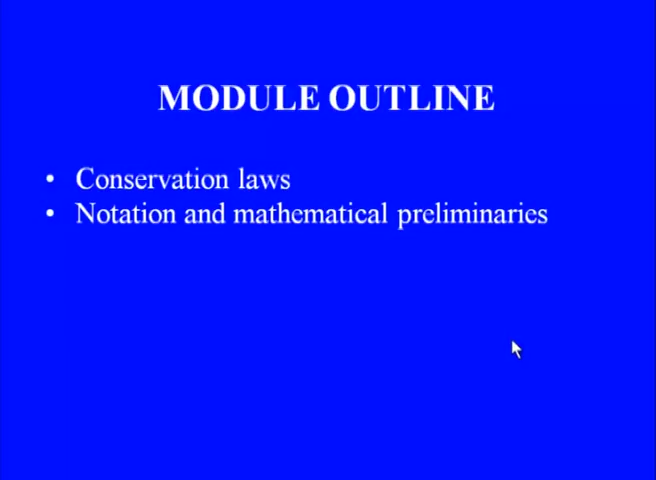 MODULE OUTLINE
• Conservation laws
• Notation and mathematical preliminaries